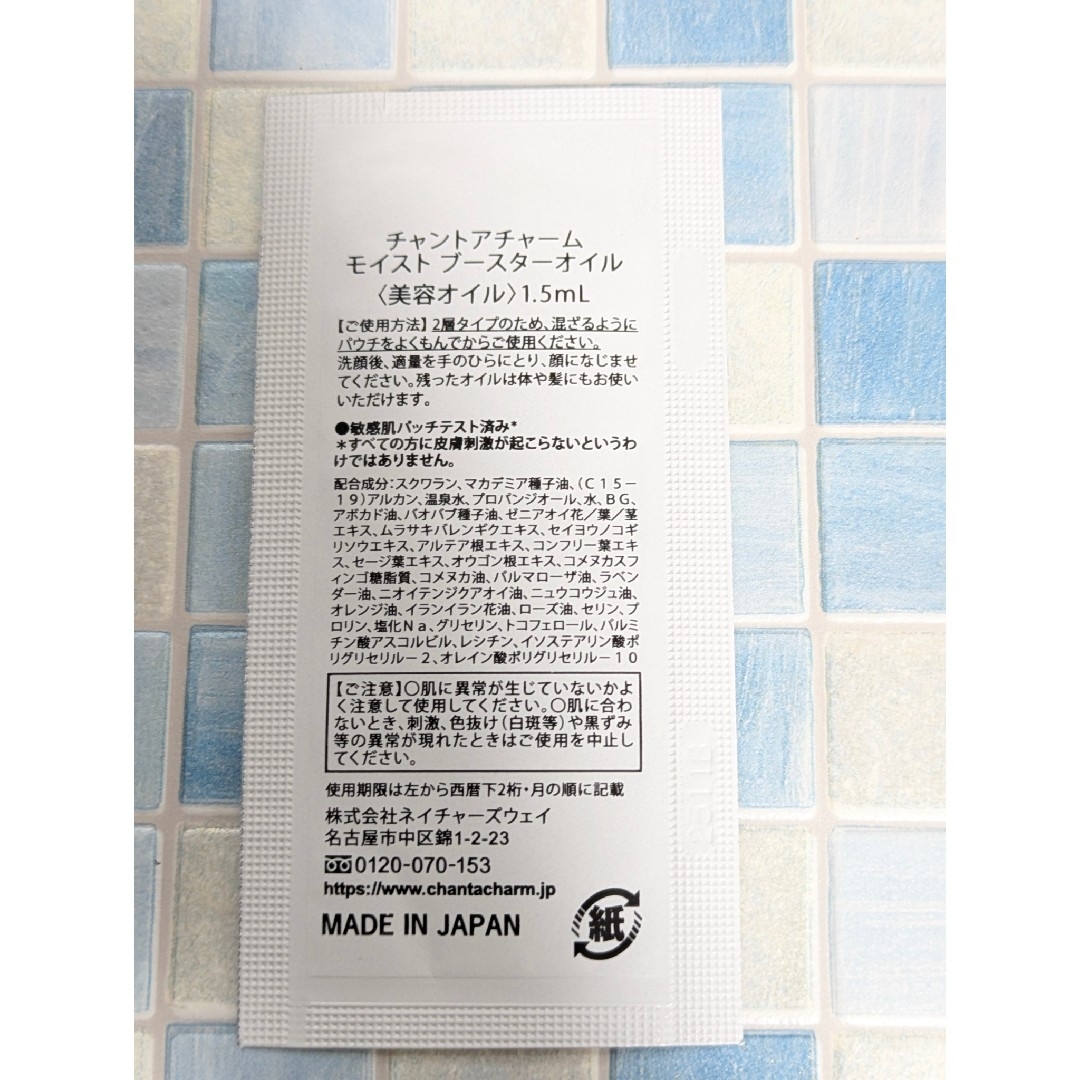 チャントアチャーム
モイスト ブースターオイル
〈美容オイル〉1.5mL
【ご使用方法】2層タイプのため、混ざるように
パウチをよくもんでからご使用ください。
洗顔後、適量を手のひらにとり、顔になじませ
てください。残ったオイルは体や髪にもお使い
いただけます。
●敏感肌パッチテスト済み*
*すべての方に皮膚刺激が起こらないというわ
けではありません。
配合成分：スクワラン、マカデミア種子油、（C15－
19）アルカン、温泉水、プロパンジオール、水、BG、
アボカド油、バオバブ種子油、ゼニアオイ花／葉／茎
エキス、ムラサキバレンギクエキス、セイヨウノコギ
リソウエキス、アルテア根エキス、コンフリー葉エキ
ス、セージ葉エキス、オウゴン根エキス、コメヌカスフ
ィンゴ糖脂質、コメヌカ油、パルマローザ油、ラベン
ダー油、ニオイテンジクアオイ油、ニュウコウジュ油、
オレンジ油、イランイラン花油、ローズ油、セリン、プ
ロリン、塩化Na、グリセリン、トコフェロール、パルミ
チン酸アスコルビル、レシチン、イソステアリン酸ポ
リグリセリル－2、オレイン酸ポリグリセリル－10
【ご注意】○肌に異常が生じていないかよ
く注意して使用してください。○肌に合わ
ないとき、刺激、色抜け（白斑等）や黒ずみ
等の異常が現れたときはご使用を中止し
てください。
使用期限は左から西暦下2桁・月の順に記載
株式会社ネイチャーズウェイ
名古屋市中区錦1-2-23
0120-070-153
https://www.chantacharm.jp
MADE IN JAPAN
紙